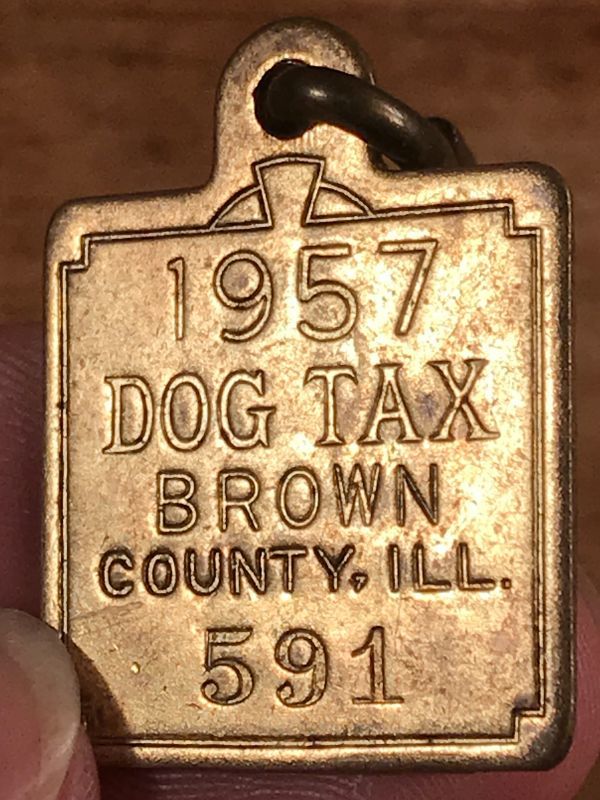 1957
DOG TAX
BROWN
COUNTY, ILL.
591